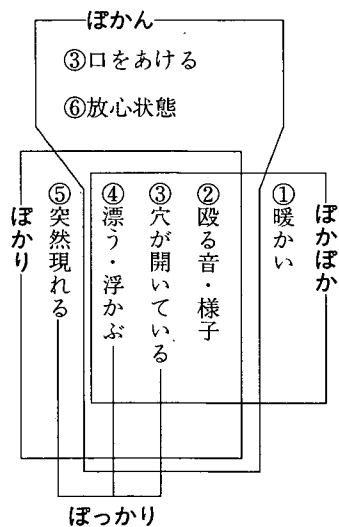 ぽかん
③口をあける
⑥放心状態
ぽかぽか
①暖かい
②殴る音・様子
③穴が開いている
④漂う・浮かぶ
⑤突然現れる
ぽかり
ぽっかり